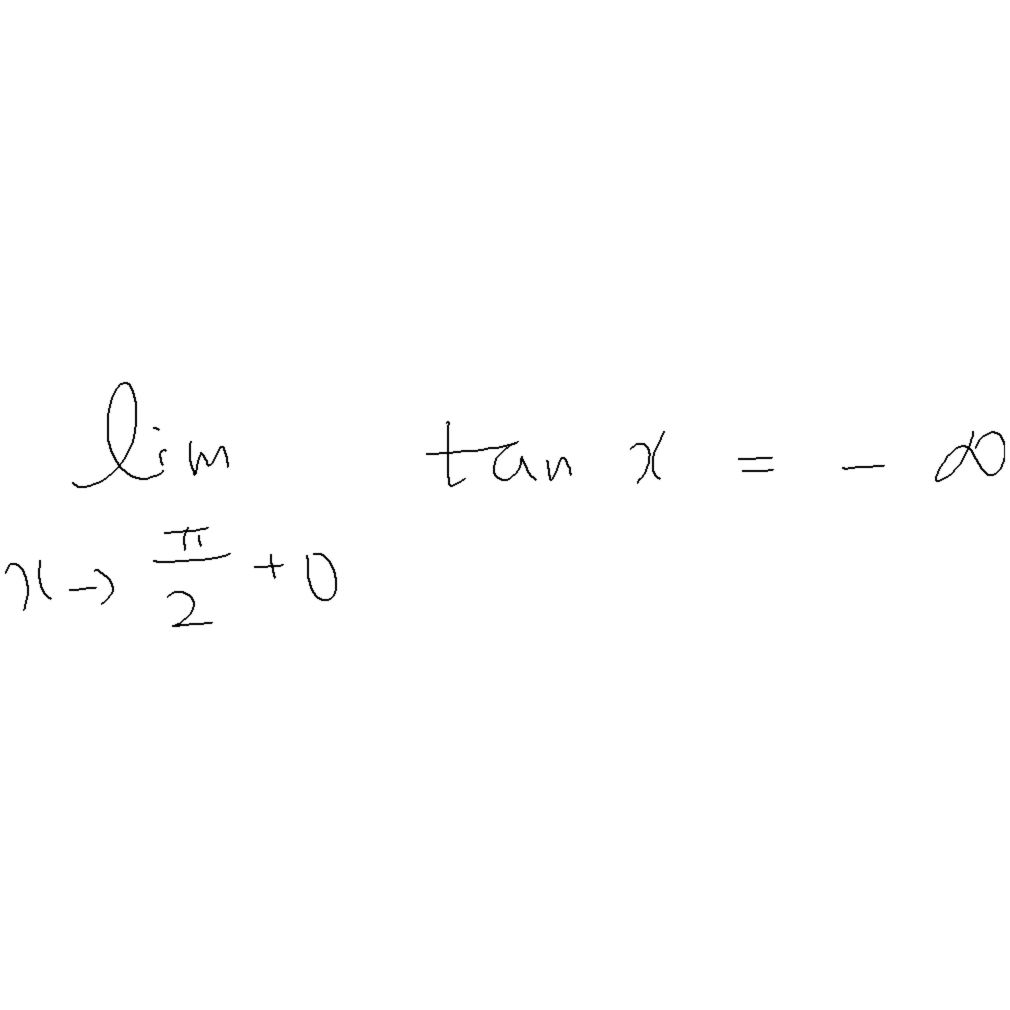 lim tan x = - ∞
x→ π/2 +0